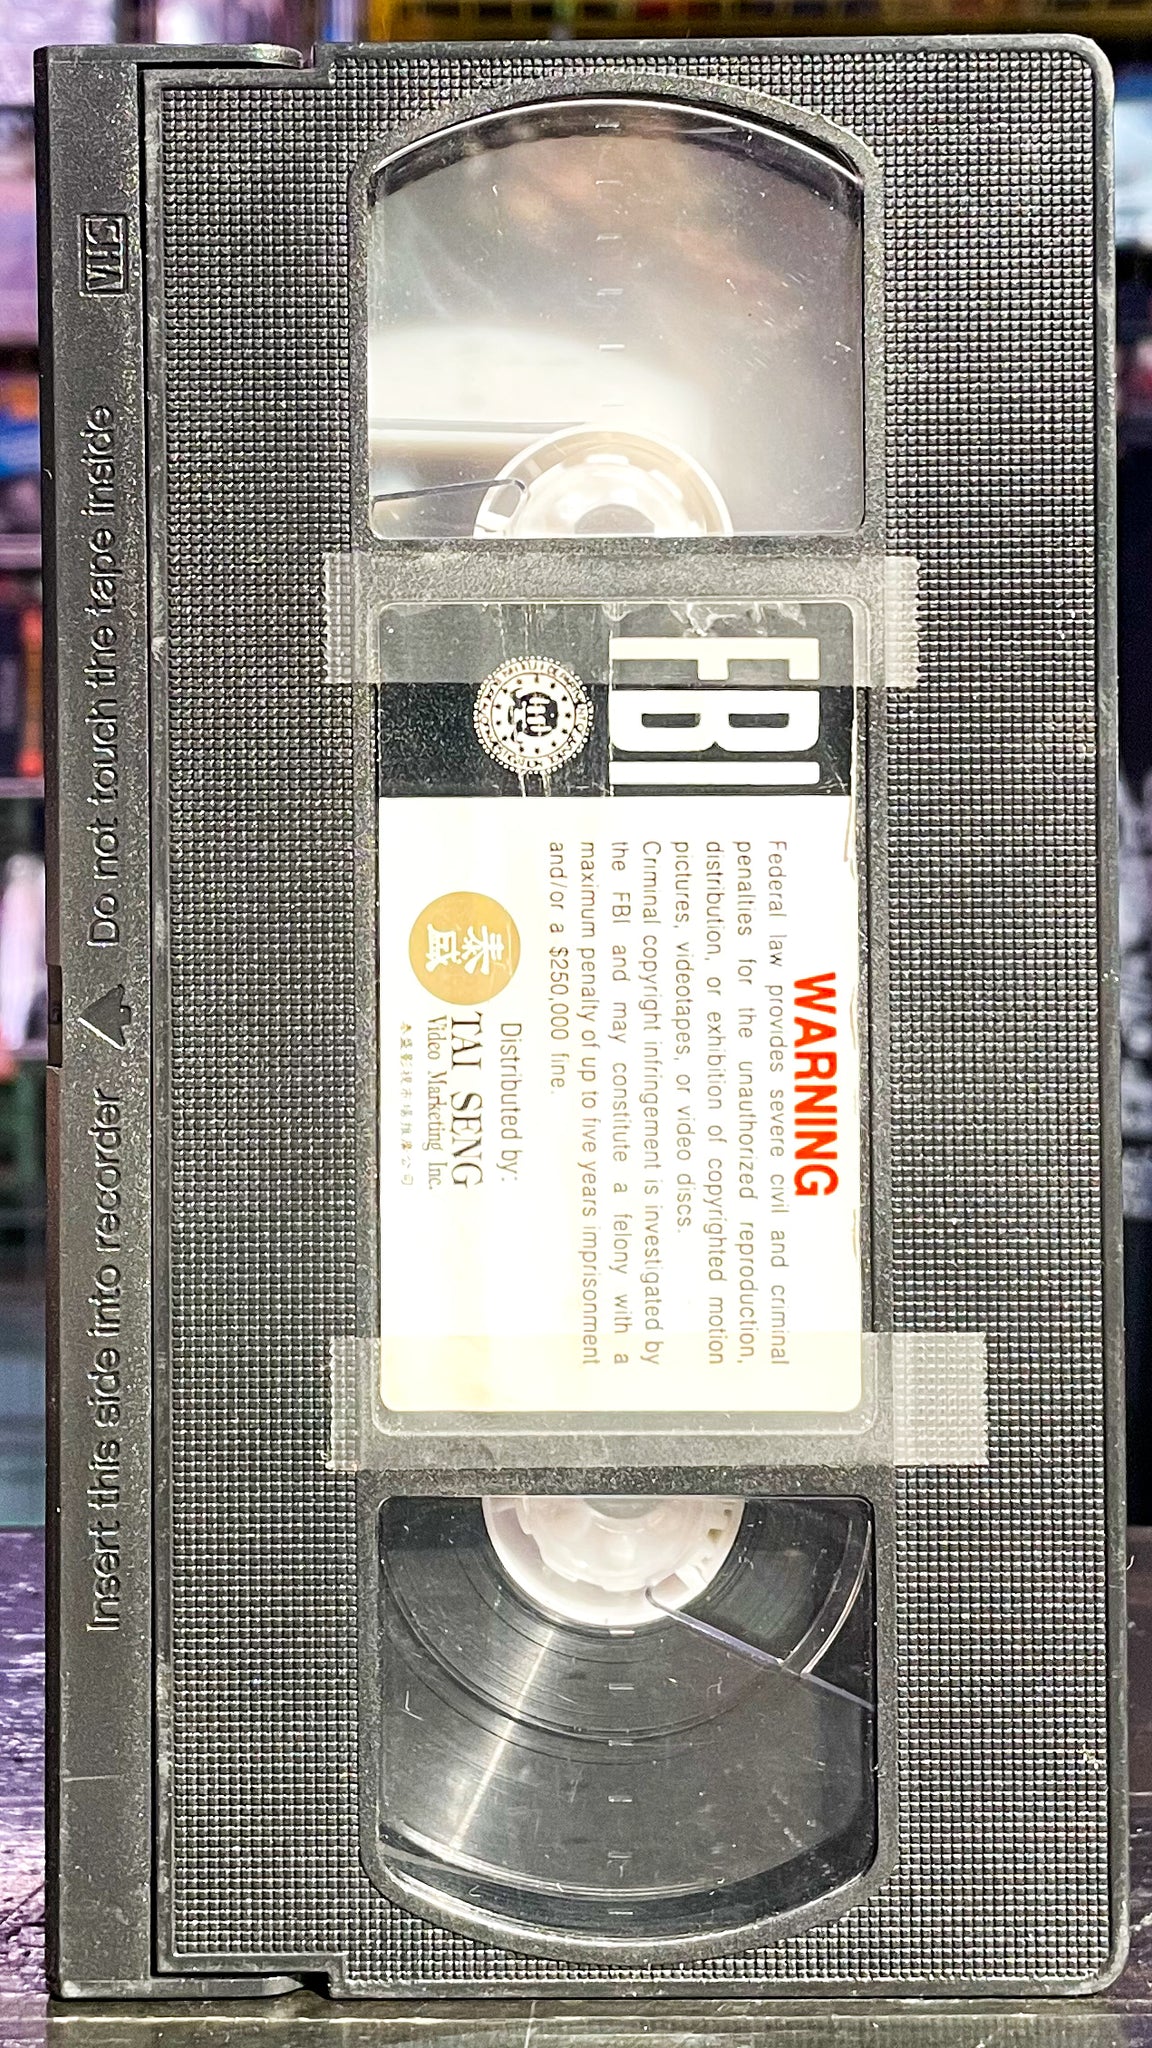 VHS
Do not touch the tape inside
Insert this side into recorder
FBI
WARNING
Federal law provides severe civil and criminal
penalties for the unauthorized reproduction,
distribution, or exhibition of copyrighted motion
pictures, videotapes, or video discs.
Criminal copyright infringement is investigated by
the FBI and may constitute a felony with a
maximum penalty of up to five years imprisonment
and/or a $250,000 fine.
Distributed by:
泰盛
TAI SENG
Video Marketing Inc.